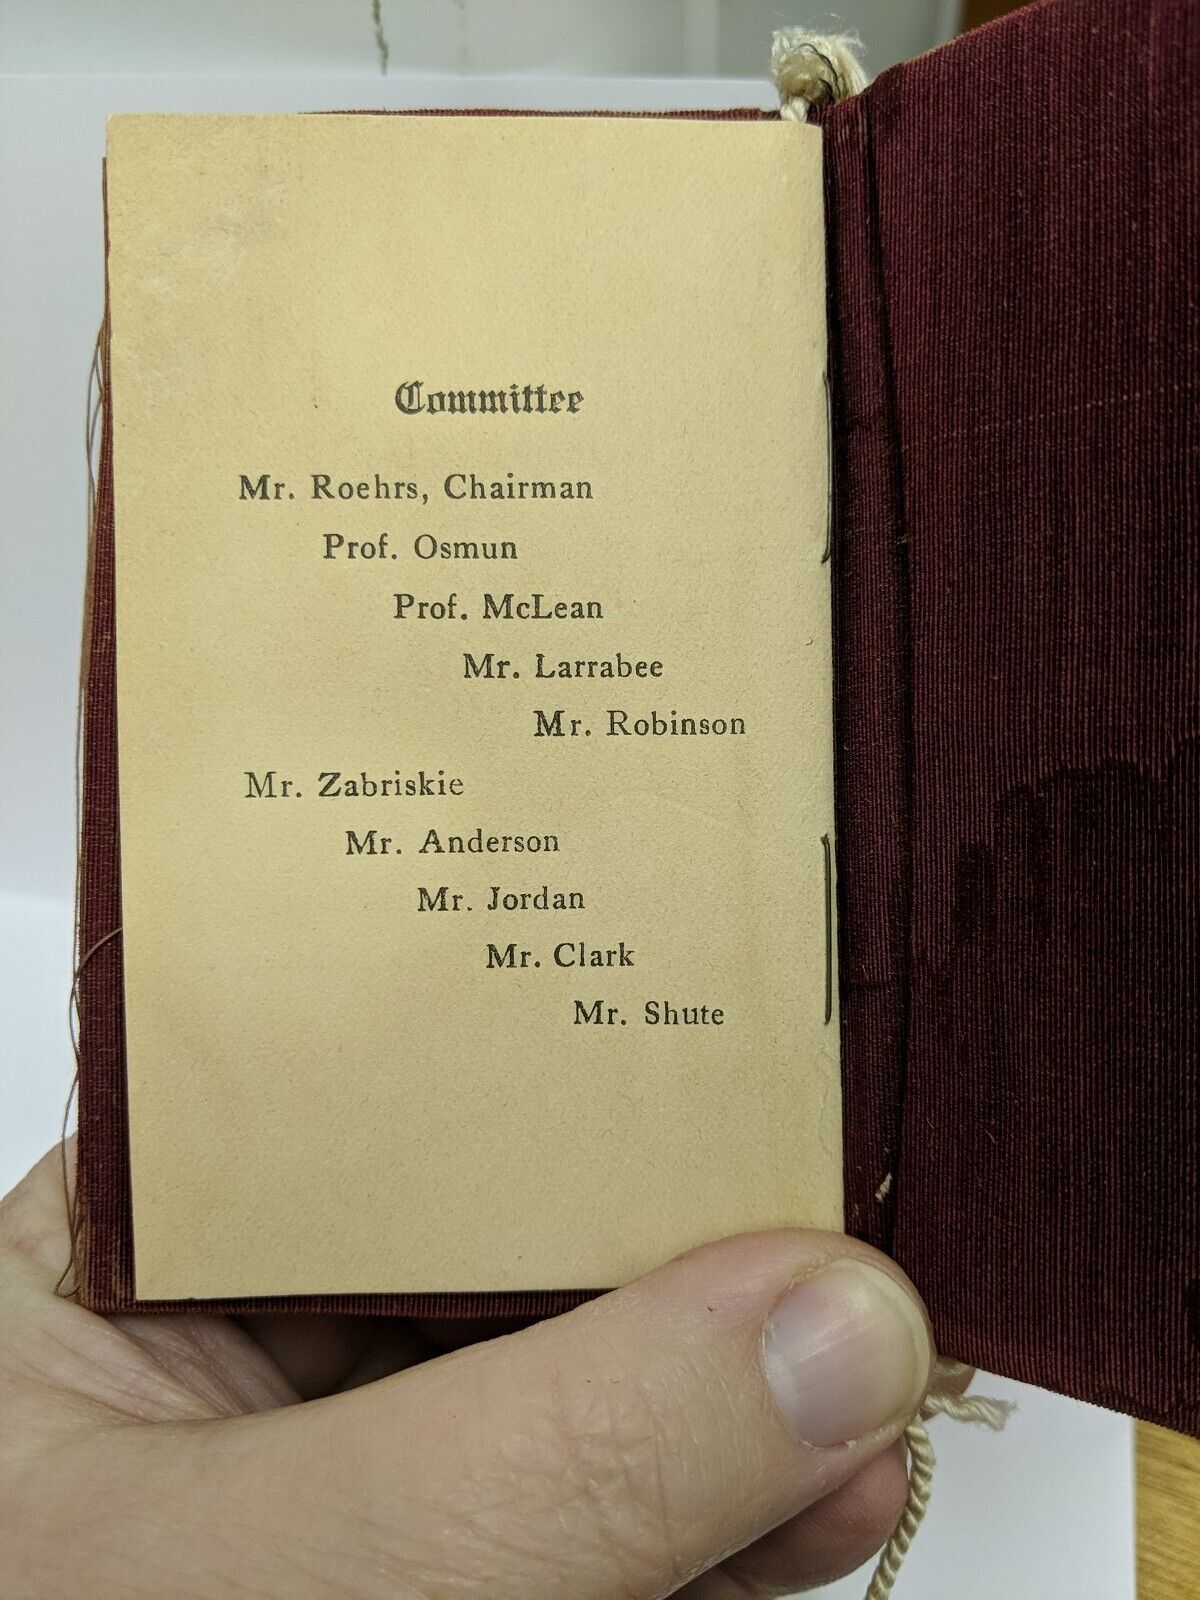 Committee
Mr. Roehrs, Chairman
Prof. Osmun
Prof. McLean
Mr. Larrabee
Mr. Robinson
Mr. Zabriskie
Mr. Anderson
Mr. Jordan
Mr. Clark
Mr. Shute